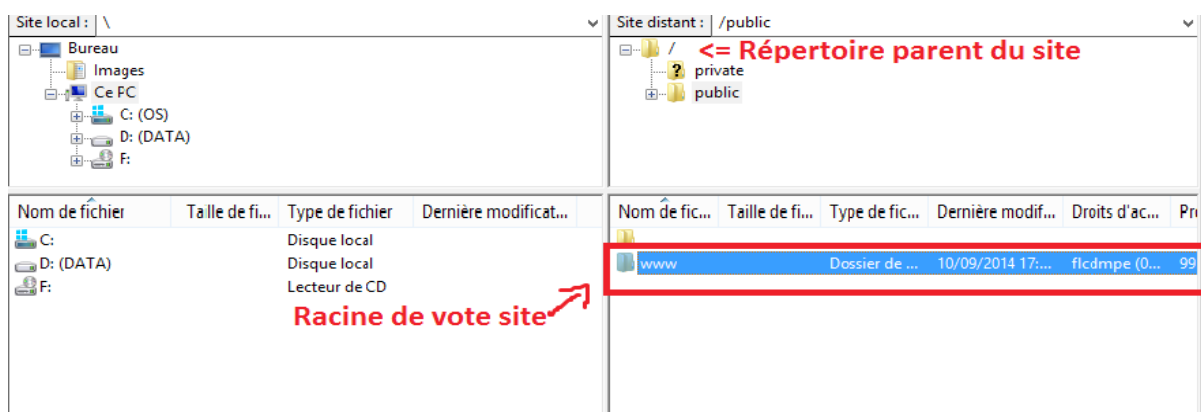 Site local : \
Bureau
Images
Ce PC
C: (OS)
D: (DATA)
F:
Site distant : /public
/ <= Répertoire parent du site
? private
public
Nom de fichier Taille de fi... Type de fichier Dernière modificat...
C: Disque local
D: (DATA) Disque local
F: Lecteur de CD
Racine de vote site
Nom de fic... Taille de fi... Type de fic... Dernière modif... Droits d'ac... Pr
www Dossier de ... 10/09/2014 17:... flcdmpe (0... 99